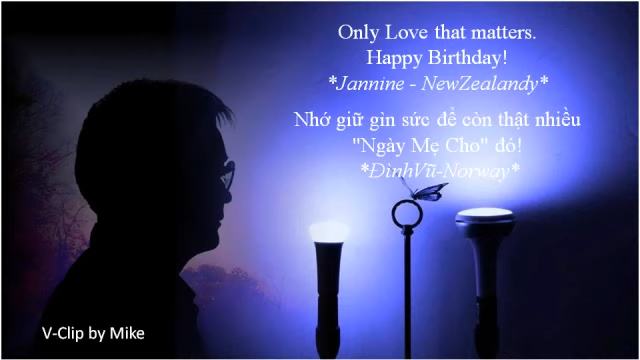 Only Love that matters.
Happy Birthday!
*Jannine - NewZealandy*
Nhớ giữ gìn sức để còn thật nhiều
"Ngày Mẹ Cho" đó!
*ĐinhVũ-Norway*
V-Clip by Mike